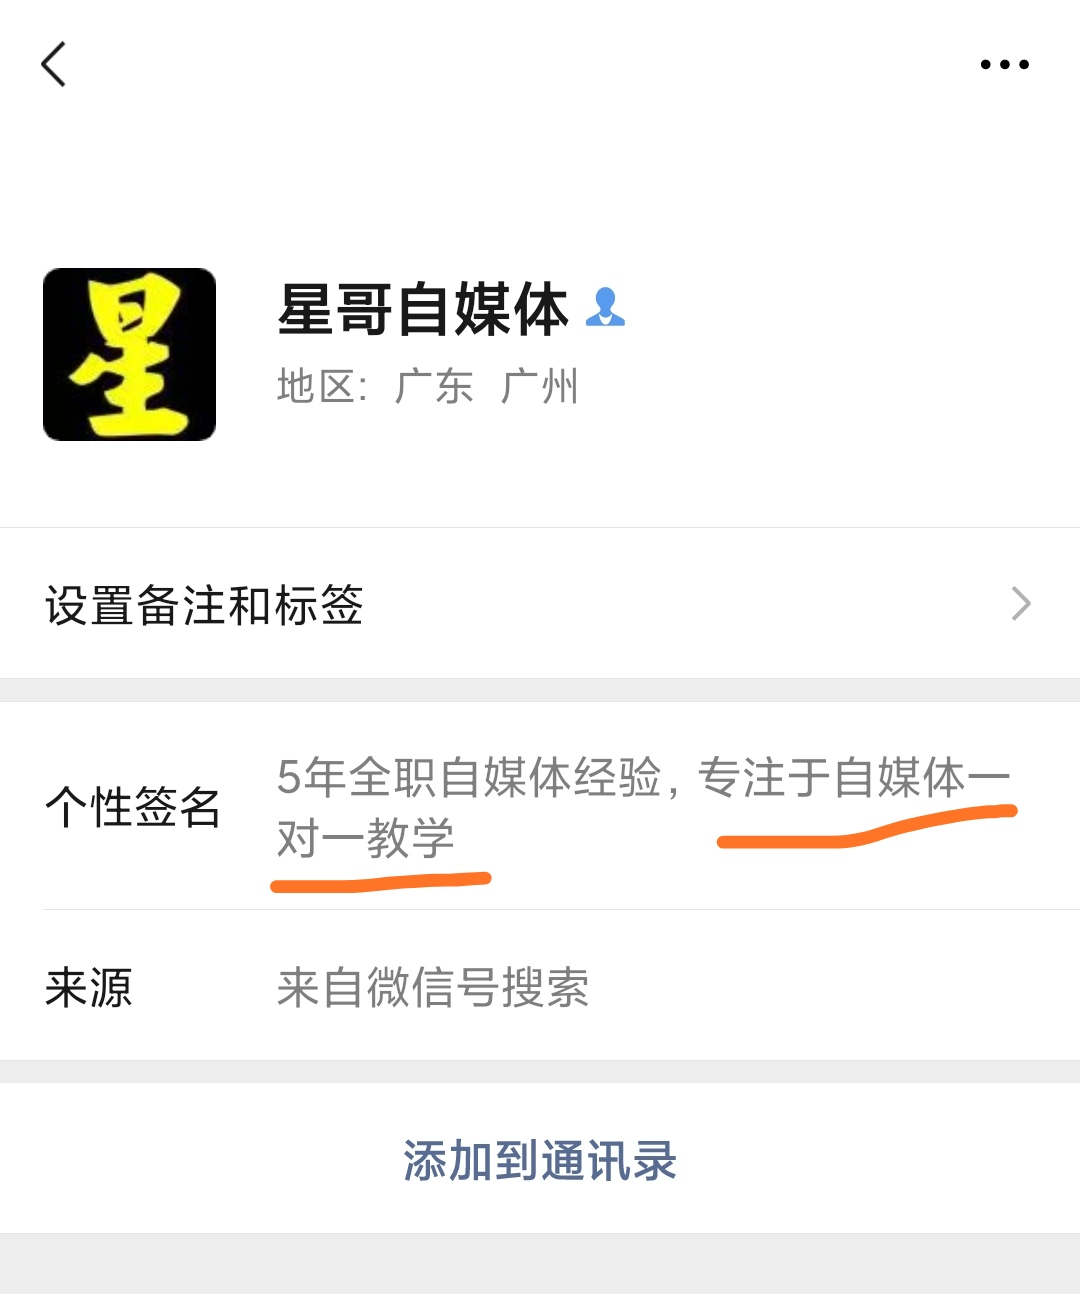 星
星哥自媒体
地区: 广东 广州
设置备注和标签
个性签名
5年全职自媒体经验, 专注于自媒体一
对一教学
来源
来自微信号搜索
添加到通讯录